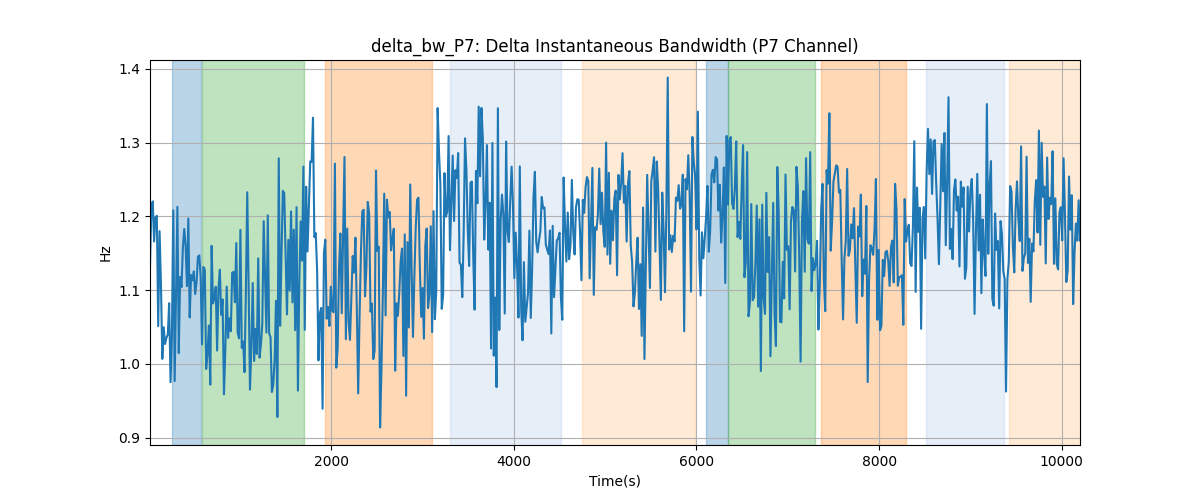 delta_bw_P7: Delta Instantaneous Bandwidth (P7 Channel)
1.4
1.3
1.2
1.1
1.0
0.9
Hz
2000 4000 6000 8000 10000
Time(s)